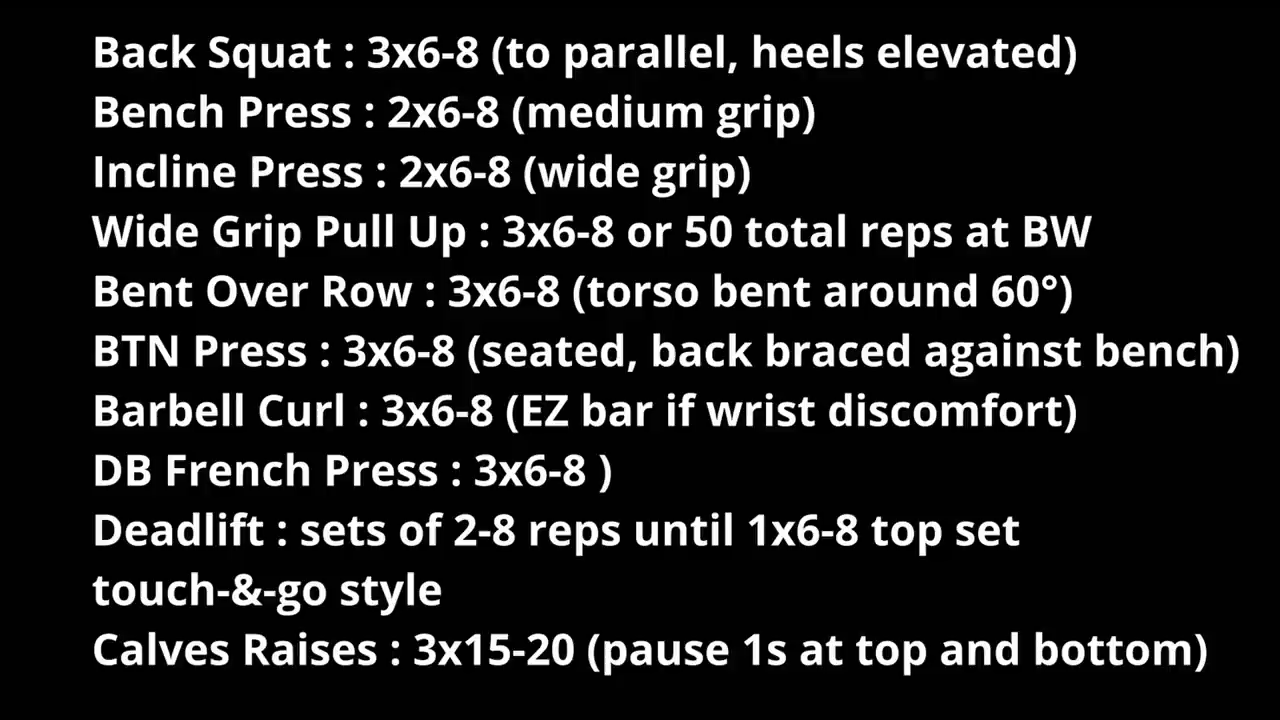 Back Squat : 3x6-8 (to parallel, heels elevated)
Bench Press : 2x6-8 (medium grip)
Incline Press : 2x6-8 (wide grip)
Wide Grip Pull Up : 3x6-8 or 50 total reps at BW
Bent Over Row : 3x6-8 (torso bent around 60°)
BTN Press : 3x6-8 (seated, back braced against bench)
Barbell Curl : 3x6-8 (EZ bar if wrist discomfort)
DB French Press : 3x6-8 )
Deadlift : sets of 2-8 reps until 1x6-8 top set
touch-&-go style
Calves Raises : 3x15-20 (pause 1s at top and bottom)